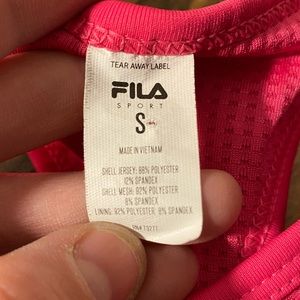 TEAR AWAY LABEL
FILA
SPORT
S
MADE IN VIETNAM
SHELL JERSEY: 88% POLYESTER
12% SPANDEX
SHELL MESH: 92% POLYESTER
8% SPANDEX
LINING: 92% POLYESTER, 8% SPANDEX